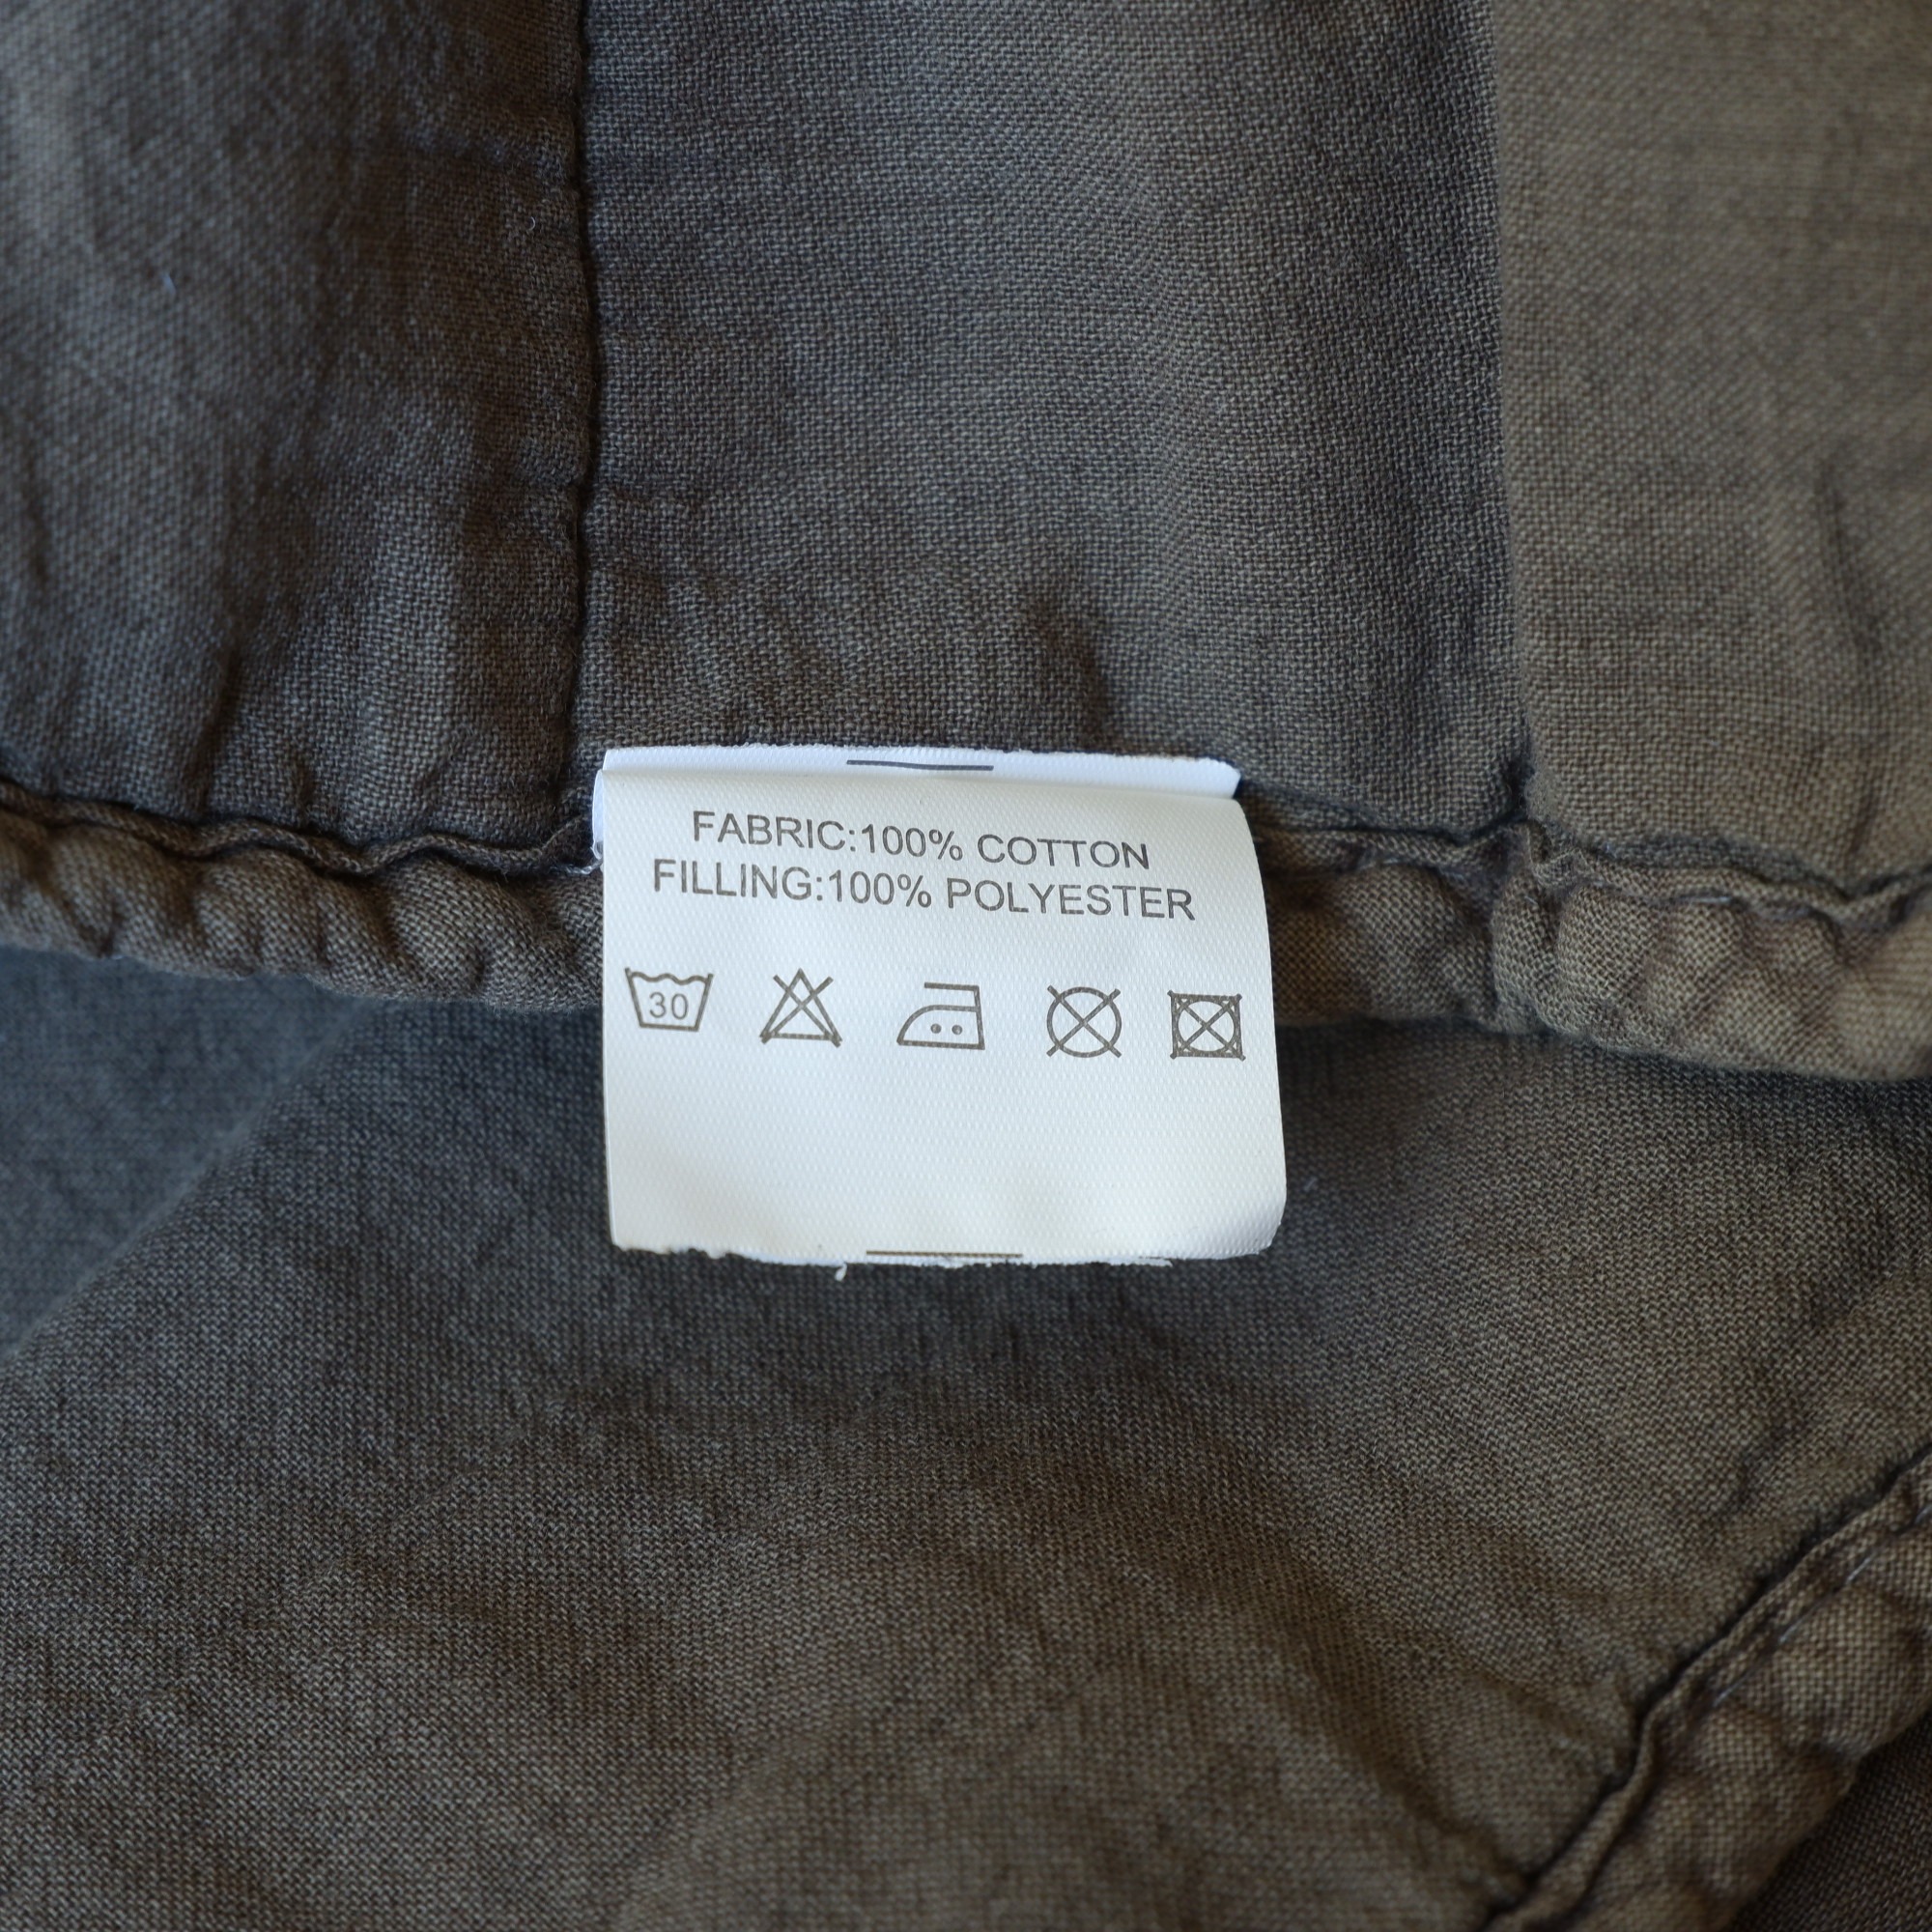 FABRIC:100% COTTON
FILLING:100% POLYESTER
30